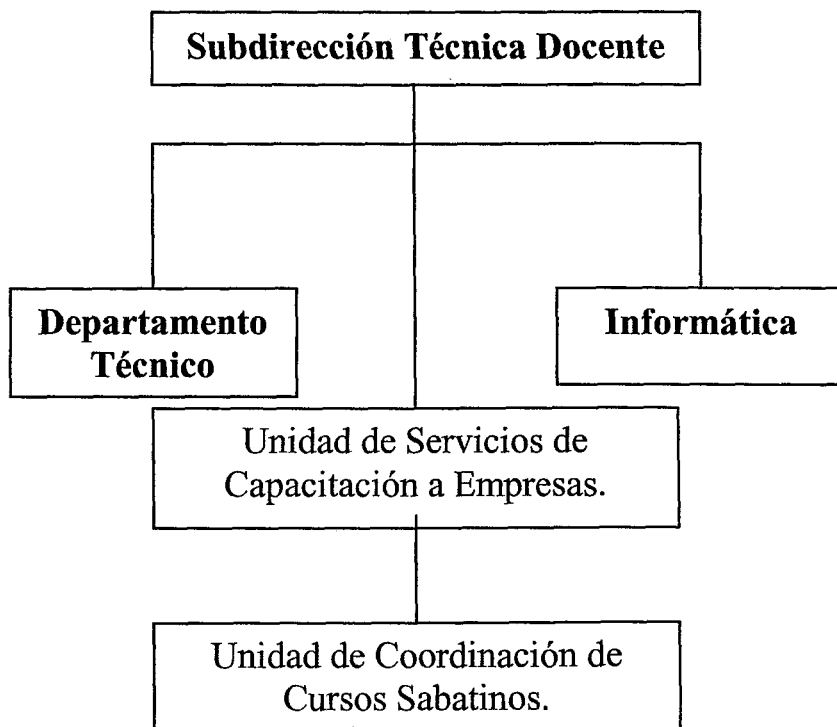 Subdirección Técnica Docente
Departamento
Técnico
Informática
Unidad de Servicios de
Capacitación a Empresas.
Unidad de Coordinación de
Cursos Sabatinos.